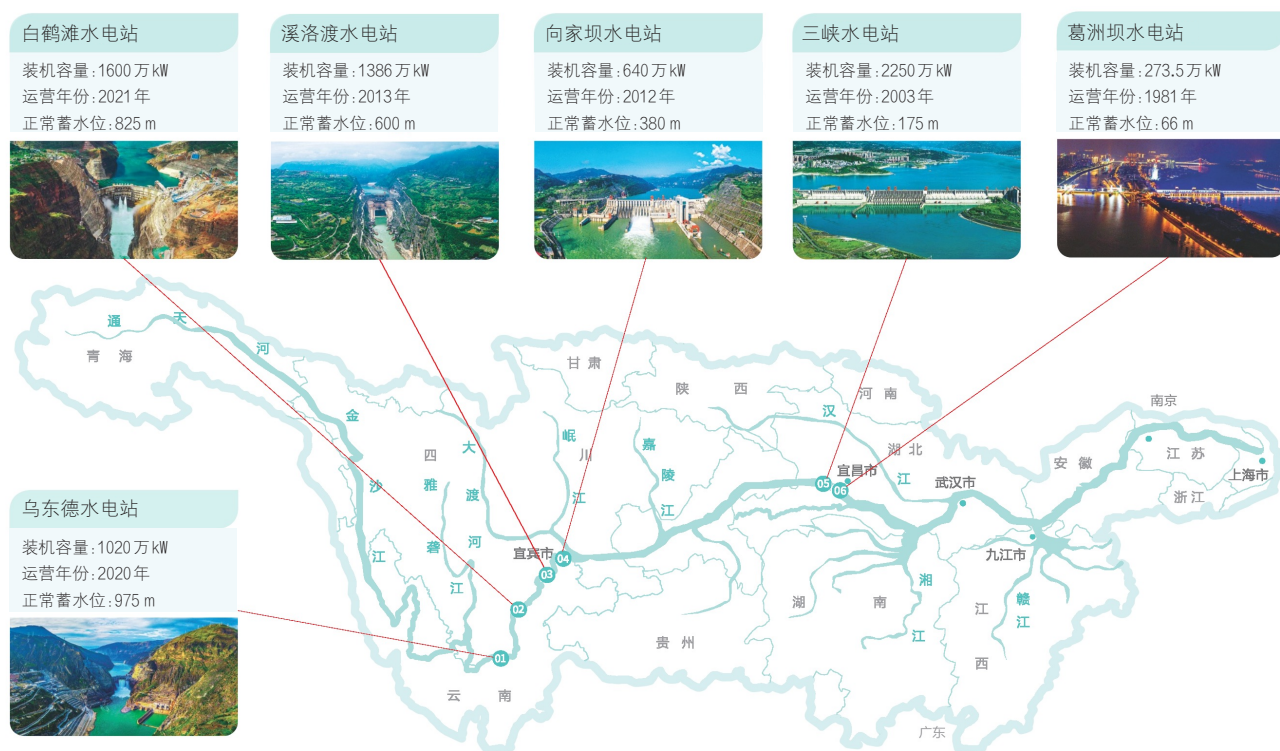 白鹤滩水电站
装机容量:1600万kW
运营年份:2021年
正常蓄水位:825 m
溪洛渡水电站
装机容量:1386万kW
运营年份:2013年
正常蓄水位:600 m
向家坝水电站
装机容量:640万kW
运营年份:2012年
正常蓄水位:380 m
三峡水电站
装机容量:2250万kW
运营年份:2003年
正常蓄水位:175 m
葛洲坝水电站
装机容量:273.5万kW
运营年份:1981年
正常蓄水位:66 m
乌东德水电站
装机容量:1020万kW
运营年份:2020年
正常蓄水位:975 m
通天河
青海
金沙江
四川
雅砻江
大渡河
岷江
甘肃
嘉陵江
陕西
汉江
河南
湖北
宜宾市
宜昌市
武汉市
九江市
安徽
南京
江苏
上海市
浙江
湘江
赣江
湖南
江西
贵州
云南
广东
01
02
03
04
05
06